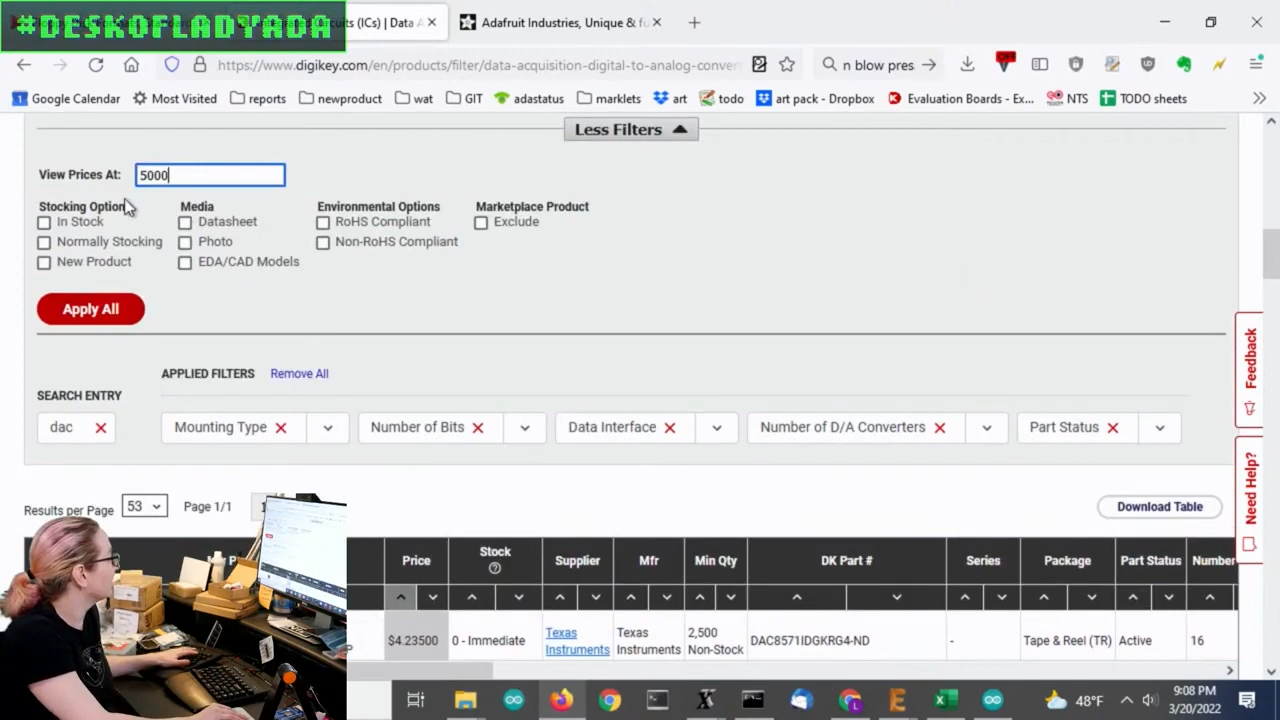 #DESKOFLADYADA
(ICs) | Data A
Adafruit Industries, Unique & fu
https://www.digikey.com/en/products/filter/data-acquisition-digital-to-analog-conver
n blow pres
Google Calendar
Most Visited
reports
newproduct
wat
GIT
adastatus
marklets
art
todo
art pack - Dropbox
Evaluation Boards - Ex...
NTS
TODO sheets
Less Filters
View Prices At: 5000
Stocking Option
Media
Environmental Options
Marketplace Product
In Stock
Datasheet
RoHS Compliant
Exclude
Normally Stocking
Photo
Non-RoHS Compliant
New Product
EDA/CAD Models
Apply All
Feedback
APPLIED FILTERS Remove All
SEARCH ENTRY
dac
Mounting Type
Number of Bits
Data Interface
Number of D/A Converters
Part Status
Need Help?
Results per Page 53 Page 1/1
Download Table
Price
Stock
Supplier
Mfr
Min Qty
DK Part #
Series
Package
Part Status
Number
$4.23500
0 - Immediate
Texas
Instruments
Texas
Instruments
2,500
Non-Stock
DAC8571IDGKRG4-ND
-
Tape & Reel (TR)
Active
16
48°F
9:08 PM
3/20/2022